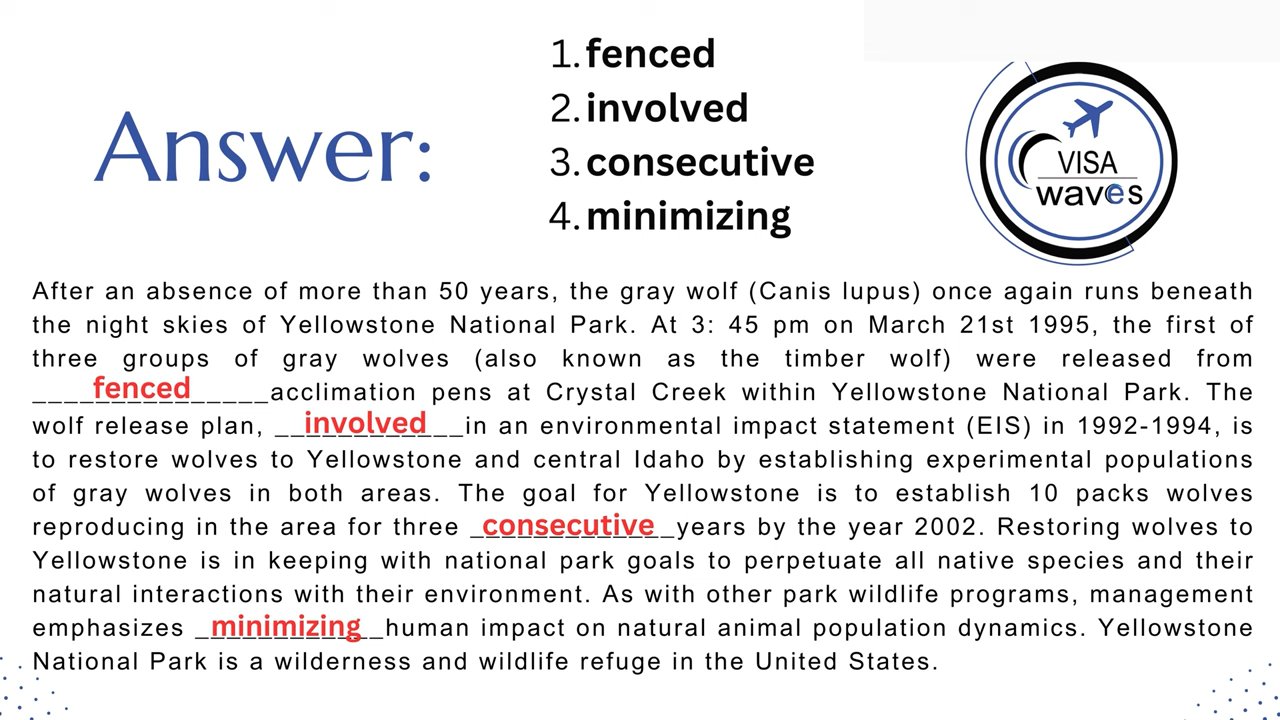 Answer:
1. fenced
2. involved
3. consecutive
4. minimizing
VISA
waves
After an absence of more than 50 years, the gray wolf (Canis lupus) once again runs beneath
the night skies of Yellowstone National Park. At 3: 45 pm on March 21st 1995, the first of
three groups of gray wolves (also known as the timber wolf) were released from
_______fenced_______acclimation pens at Crystal Creek within Yellowstone National Park. The
wolf release plan, __involved__in an environmental impact statement (EIS) in 1992-1994, is
to restore wolves to Yellowstone and central Idaho by establishing experimental populations
of gray wolves in both areas. The goal for Yellowstone is to establish 10 packs wolves
reproducing in the area for three _consecutive_years by the year 2002. Restoring wolves to
Yellowstone is in keeping with national park goals to perpetuate all native species and their
natural interactions with their environment. As with other park wildlife programs, management
emphasizes _minimizing_human impact on natural animal population dynamics. Yellowstone
National Park is a wilderness and wildlife refuge in the United States.